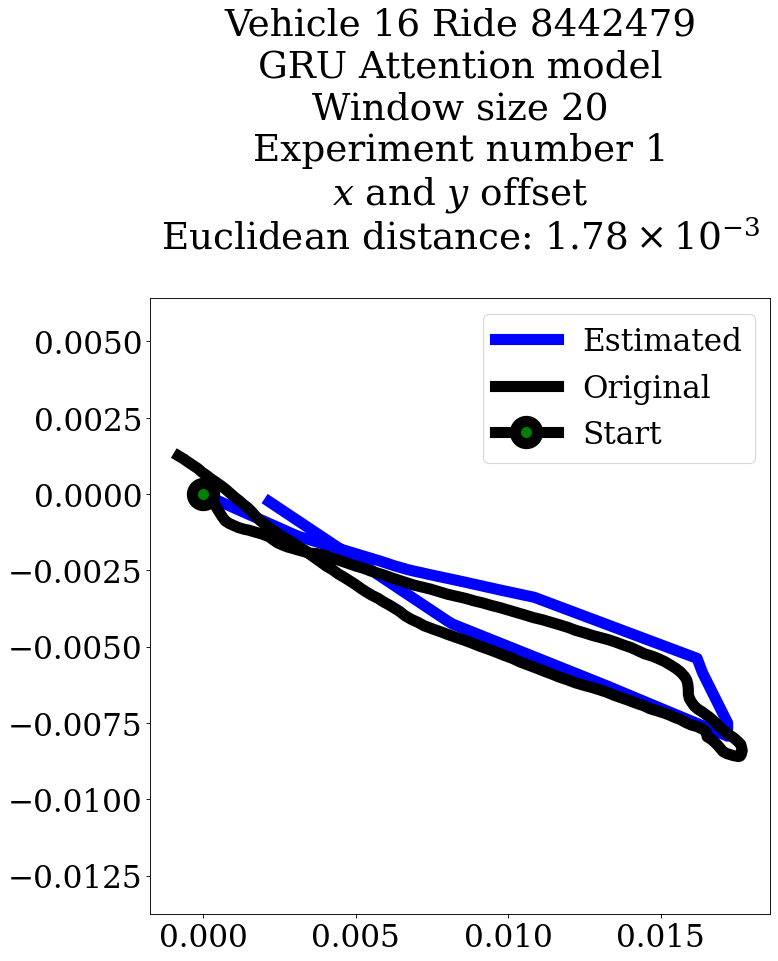 Vehicle 16 Ride 8442479
GRU Attention model
Window size 20
Experiment number 1
x and y offset
Euclidean distance: 1.78 × 10⁻³
Estimated
Original
Start
0.0050
0.0025
0.0000
−0.0025
−0.0050
−0.0075
−0.0100
−0.0125
0.000 0.005 0.010 0.015